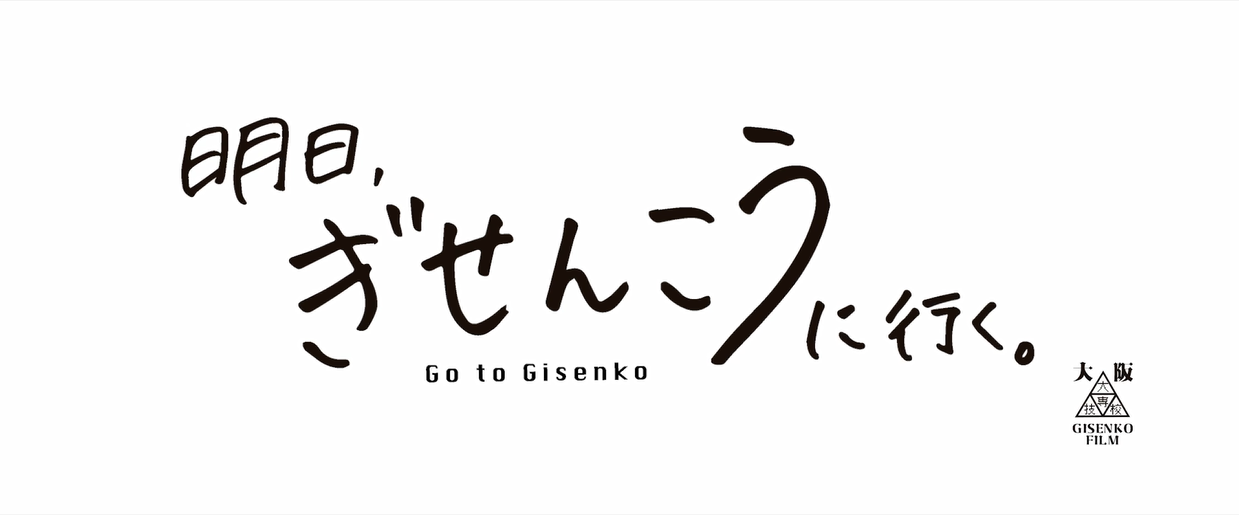 明日,
ぎせんこうに行く。
Go to Gisenko
大阪
大
技専校
GISENKO
FILM